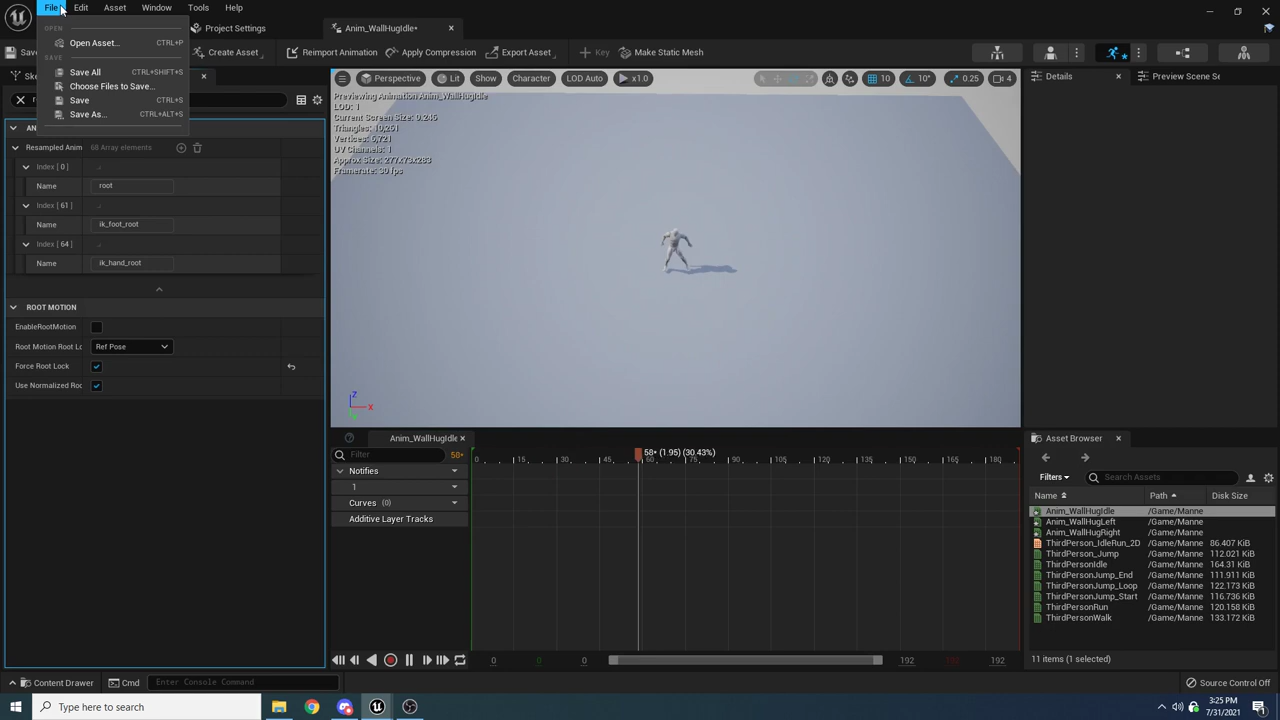 File Edit Asset Window Tools Help
Project Settings
Anim_WallHugIdle*
OPEN
Open Asset... CTRL+P
SAVE
Save All CTRL+SHIFT+S
Choose Files to Save...
Save CTRL+S
Save As... CTRL+ALT+S
Create Asset
Reimport Animation
Apply Compression
Export Asset
Key
Make Static Mesh
Perspective
Lit
Show
Character
LOD Auto
x1.0
10
10°
0.25
4
Previewing Animation Anim_WallHugIdle
LOD: 1
Current Screen Size: 0.245
Triangles: 10,251
UV Channels: 1
Approx Size: 277x73x283
Framerate: 30 fps
Z
X
Resampled Anim 68 Array elements
Index [ 0 ]
Name root
Index [ 61 ]
Name ik_foot_root
Index [ 64 ]
Name ik_hand_root
ROOT MOTION
EnableRootMotion
Root Motion Root Lo Ref Pose
Force Root Lock
Use Normalized Roo
Details
Preview Scene Se
Anim_WallHugIdle
Filter 58*
Notifies
1
Curves (0)
Additive Layer Tracks
58* (1.95) (30.43%)
0 15 30 45 60 75 90 105 120 135 150 165 180
0 0 0 192 192 192
Asset Browser
Filters
Search Assets
Name Path Disk Size
Anim_WallHugIdle /Game/Manne
Anim_WallHugLeft /Game/Manne
Anim_WallHugRight /Game/Manne
ThirdPerson_IdleRun_2D /Game/Manne 86.407 KiB
ThirdPerson_Jump /Game/Manne 112.021 KiB
ThirdPersonIdle /Game/Manne 164.31 KiB
ThirdPersonJump_End /Game/Manne 111.911 KiB
ThirdPersonJump_Loop /Game/Manne 122.173 KiB
ThirdPersonJump_Start /Game/Manne 116.736 KiB
ThirdPersonRun /Game/Manne 120.158 KiB
ThirdPersonWalk /Game/Manne 133.172 KiB
11 items (1 selected)
Content Drawer
Cmd
Enter Console Command
Source Control Off
Type here to search
3:25 PM
7/31/2021